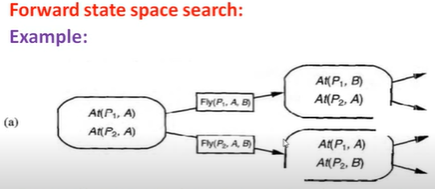 Forward state space search:
Example:
(a)
At(P₁, A)
At(P₂, A)
Fly(P₁, A, B)
Fly(P₂, A, B)
At(P₁, B)
At(P₂, A)
At(P₁, A)
At(P₂, B)